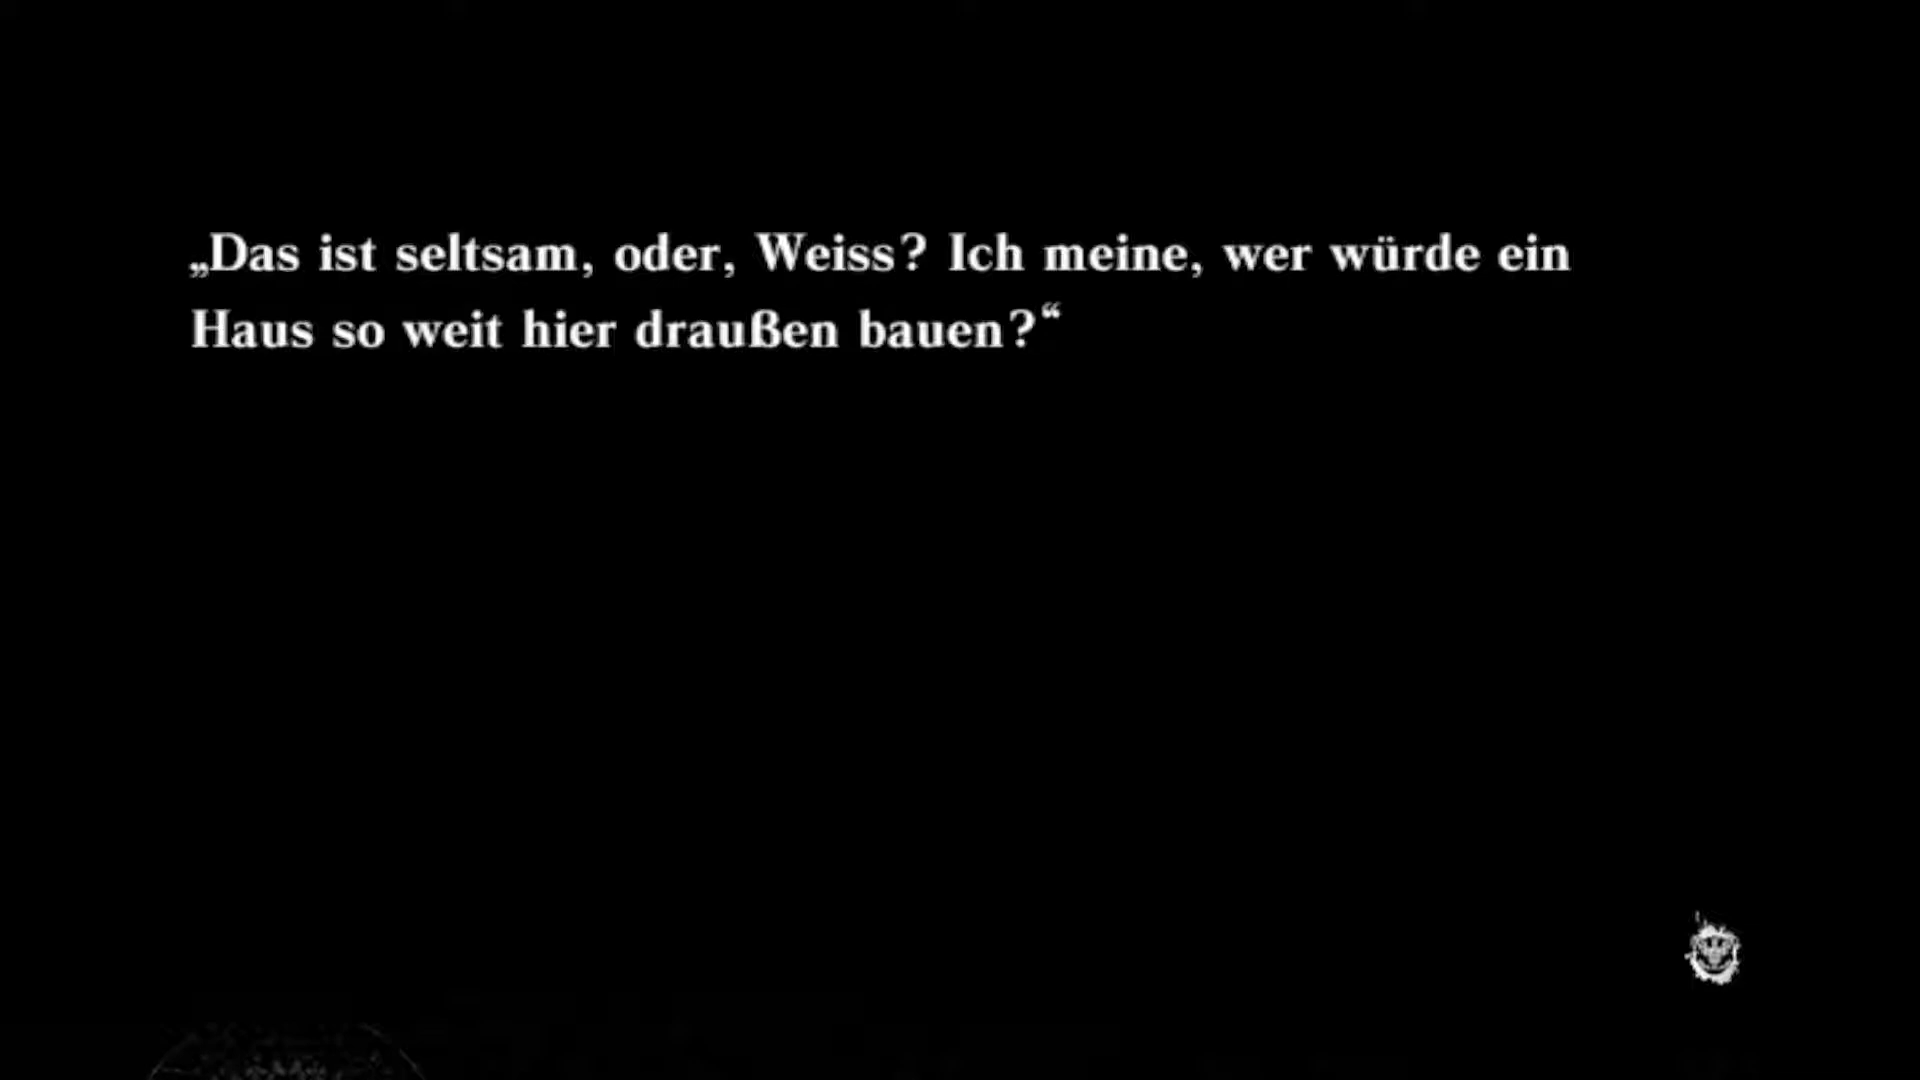 „Das ist seltsam, oder, Weiss? Ich meine, wer würde ein
Haus so weit hier draußen bauen?“